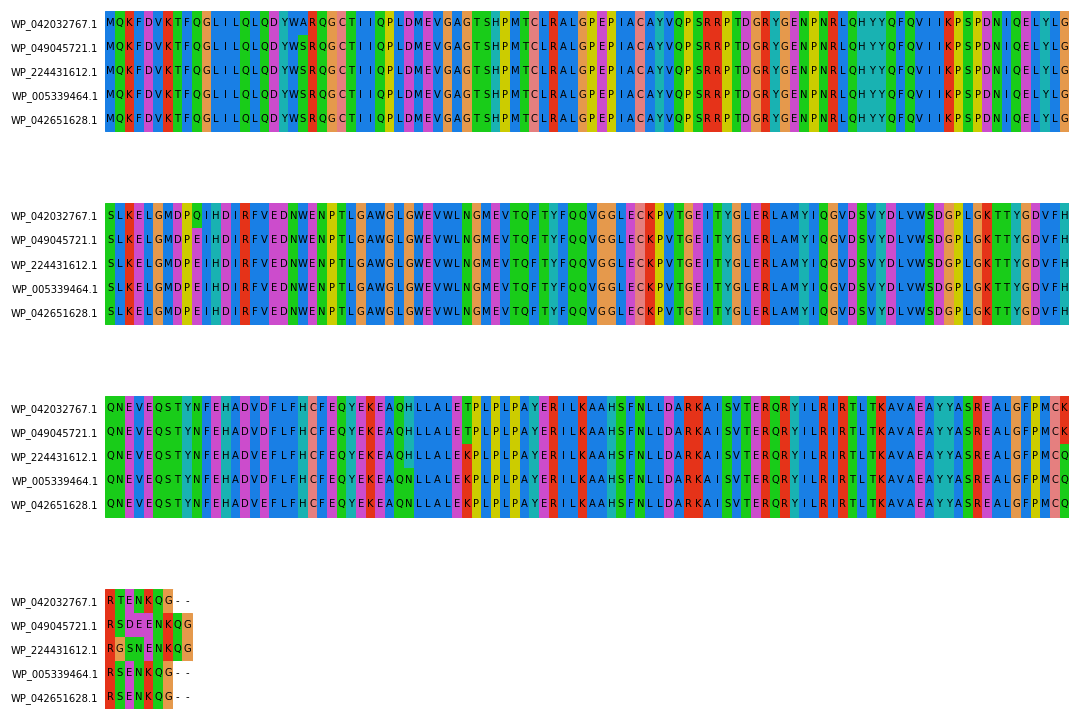 WP_042032767.1 MQKFDVKTFQGLILQLQDYWARQGCTIIQPLDMEVGAGTSHPMTCLRALGPEPIACAYVQPSRRPTDGRYGENPNRLQHYYQFQVIIKPSPDNIQELYLG
WP_049045721.1 MQKFDVKTFQGLILQLQDYWSRQGCTIIQPLDMEVGAGTSHPMTCLRALGPEPIACAYVQPSRRPTDGRYGENPNRLQHYYQFQVIIKPSPDNIQELYLG
WP_224431612.1 MQKFDVKTFQGLILQLQDYWSRQGCTIIQPLDMEVGAGTSHPMTCLRALGPEPIACAYVQPSRRPTDGRYGENPNRLQHYYQFQVIIKPSPDNIQELYLG
WP_005339464.1 MQKFDVKTFQGLILQLQDYWSRQGCTIIQPLDMEVGAGTSHPMTCLRALGPEPIACAYVQPSRRPTDGRYGENPNRLQHYYQFQVIIKPSPDNIQELYLG
WP_042651628.1 MQKFDVKTFQGLILQLQDYWSRQGCTIIQPLDMEVGAGTSHPMTCLRALGPEPIACAYVQPSRRPTDGRYGENPNRLQHYYQFQVIIKPSPDNIQELYLG
WP_042032767.1 SLKELGMDPQIHDIRFVEDNWENPTLGAWGLGWEVWLNGMEVTQFTYFQQVGGLECKPVTGEITYGLERLAMYIQGVDSVYDLVWSDGPLGKTTYGDVFH
WP_049045721.1 SLKELGMDPEIHDIRFVEDNWENPTLGAWGLGWEVWLNGMEVTQFTYFQQVGGLECKPVTGEITYGLERLAMYIQGVDSVYDLVWSDGPLGKTTYGDVFH
WP_224431612.1 SLKELGMDPEIHDIRFVEDNWENPTLGAWGLGWEVWLNGMEVTQFTYFQQVGGLECKPVTGEITYGLERLAMYIQGVDSVYDLVWSDGPLGKTTYGDVFH
WP_005339464.1 SLKELGMDPEIHDIRFVEDNWENPTLGAWGLGWEVWLNGMEVTQFTYFQQVGGLECKPVTGEITYGLERLAMYIQGVDSVYDLVWSDGPLGKTTYGDVFH
WP_042651628.1 SLKELGMDPEIHDIRFVEDNWENPTLGAWGLGWEVWLNGMEVTQFTYFQQVGGLECKPVTGEITYGLERLAMYIQGVDSVYDLVWSDGPLGKTTYGDVFH
WP_042032767.1 QNEVEQSTYNFEHADVDFLFHCFEQYEKEAQHLLALETPLPLPAYERILKAAHSFNLLDARKAISVTERQRYILRIRTLTKAVAEAYYASREALGFPMCK
WP_049045721.1 QNEVEQSTYNFEHADVDFLFHCFEQYEKEAQHLLALETPLPLPAYERILKAAHSFNLLDARKAISVTERQRYILRIRTLTKAVAEAYYASREALGFPMCK
WP_224431612.1 QNEVEQSTYNFEHADVEFLFHCFEQYEKEAQHLLALEKPLPLPAYERILKAAHSFNLLDARKAISVTERQRYILRIRTLTKAVAEAYYASREALGFPMCQ
WP_005339464.1 QNEVEQSTYNFEHADVDFLFHCFEQYEKEAQNLLALEKPLPLPAYERILKAAHSFNLLDARKAISVTERQRYILRIRTLTKAVAEAYYASREALGFPMCQ
WP_042651628.1 QNEVEQSTYNFEHADVDFLFHCFEQYEKEAQNLLALEKPLPLPAYERILKAAHSFNLLDARKAISVTERQRYILRIRTLTKAVAEAYYASREALGFPMCQ
WP_042032767.1 RTENKQG--
WP_049045721.1 RSDEENKQG
WP_224431612.1 RGSNENKQG
WP_005339464.1 RSENKQG--
WP_042651628.1 RSENKQG--